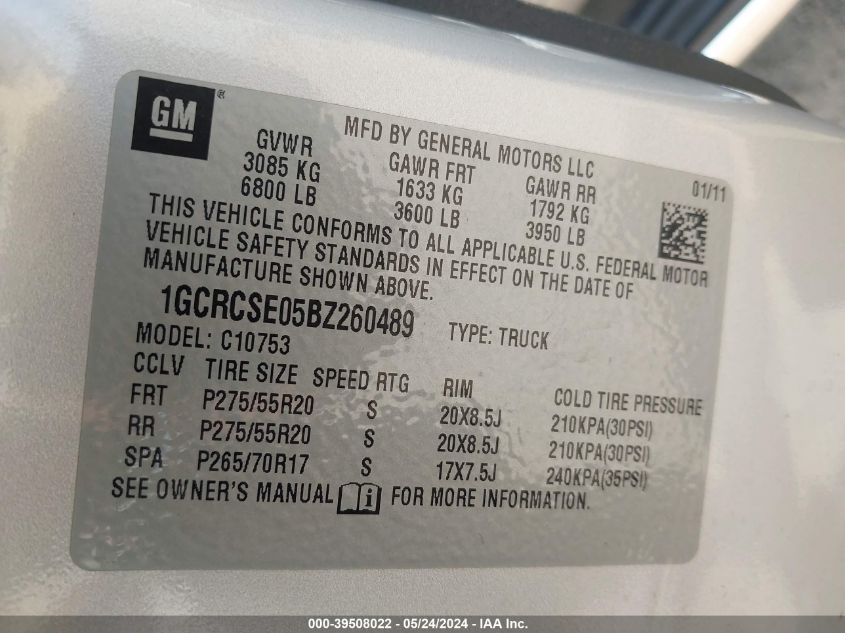 GM ®
MFD BY GENERAL MOTORS LLC
01/11
GVWR GAWR FRT GAWR RR
3085 KG 1633 KG 1792 KG
6800 LB 3600 LB 3950 LB
THIS VEHICLE CONFORMS TO ALL APPLICABLE U.S. FEDERAL MOTOR
VEHICLE SAFETY STANDARDS IN EFFECT ON THE DATE OF
MANUFACTURE SHOWN ABOVE.
1GCRCSE05BZ260489 TYPE: TRUCK
MODEL: C10753
CCLV TIRE SIZE SPEED RTG RIM COLD TIRE PRESSURE
FRT P275/55R20 S 20X8.5J 210KPA(30PSI)
RR P275/55R20 S 20X8.5J 210KPA(30PSI)
SPA P265/70R17 S 17X7.5J 240KPA(35PSI)
SEE OWNER'S MANUAL i FOR MORE INFORMATION.
000-39508022 - 05/24/2024 - IAA Inc.